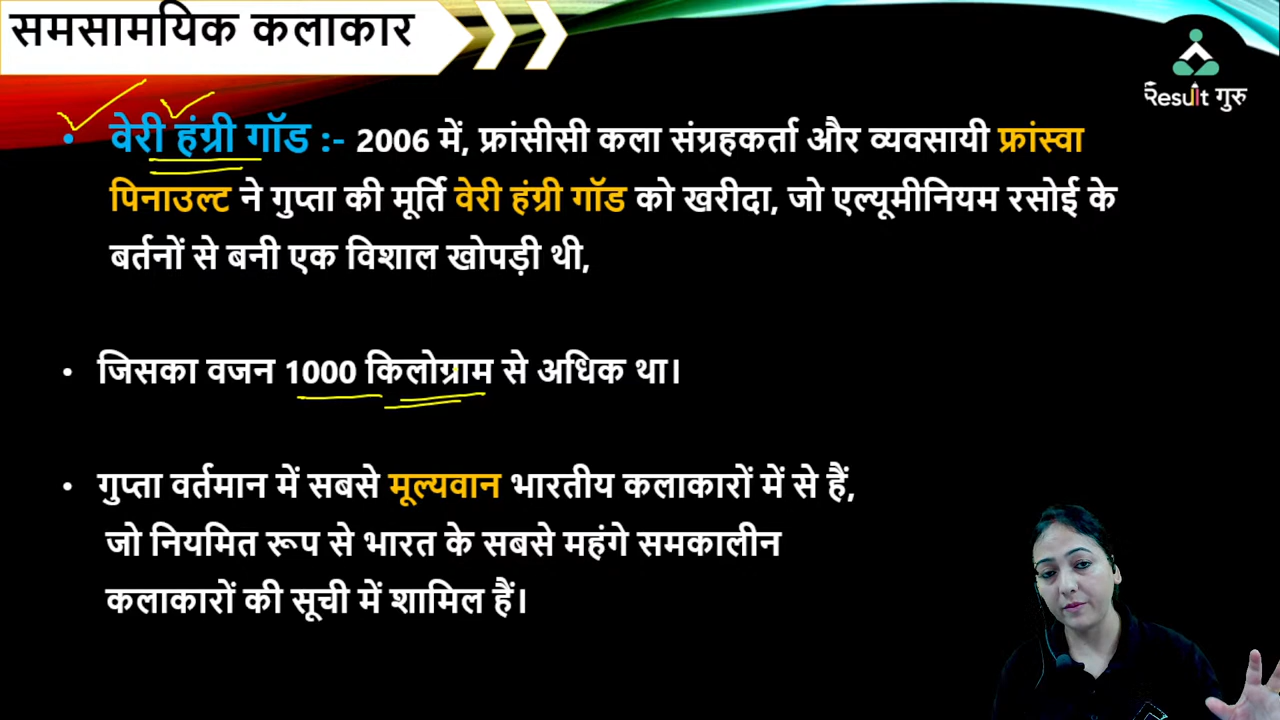 समसामयिक कलाकार
Result गुरु
• वेरी हंग्री गॉड :- 2006 में, फ्रांसीसी कला संग्रहकर्ता और व्यवसायी फ्रांस्वा
पिनाउल्ट ने गुप्ता की मूर्ति वेरी हंग्री गॉड को खरीदा, जो एल्यूमीनियम रसोई के
बर्तनों से बनी एक विशाल खोपड़ी थी,
• जिसका वजन 1000 किलोग्राम से अधिक था।
• गुप्ता वर्तमान में सबसे मूल्यवान भारतीय कलाकारों में से हैं,
जो नियमित रूप से भारत के सबसे महंगे समकालीन
कलाकारों की सूची में शामिल हैं।